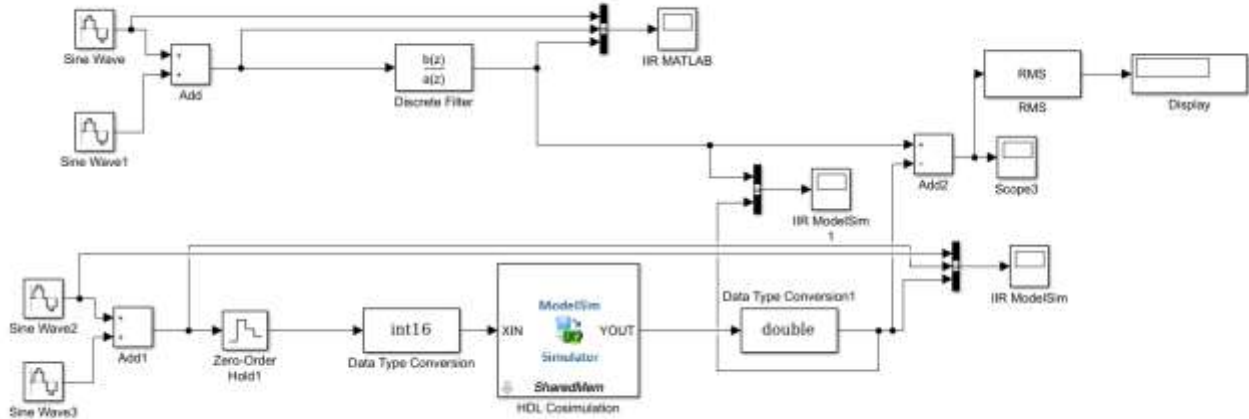 Sine Wave
+
+
Add
b(z)
a(z)
Discrete Filter
IIR MATLAB
RMS
RMS
Display
Sine Wave1
+
-
Add2
Scope3
IIR ModelSim
1
Sine Wave2
+
+
Add1
Zero-Order
Hold1
int16
Data Type Conversion
ModelSim
XIN
YOUT
Simulator
SharedMem
HDL Cosimulation
Data Type Conversion1
double
IIR ModelSim
Sine Wave3